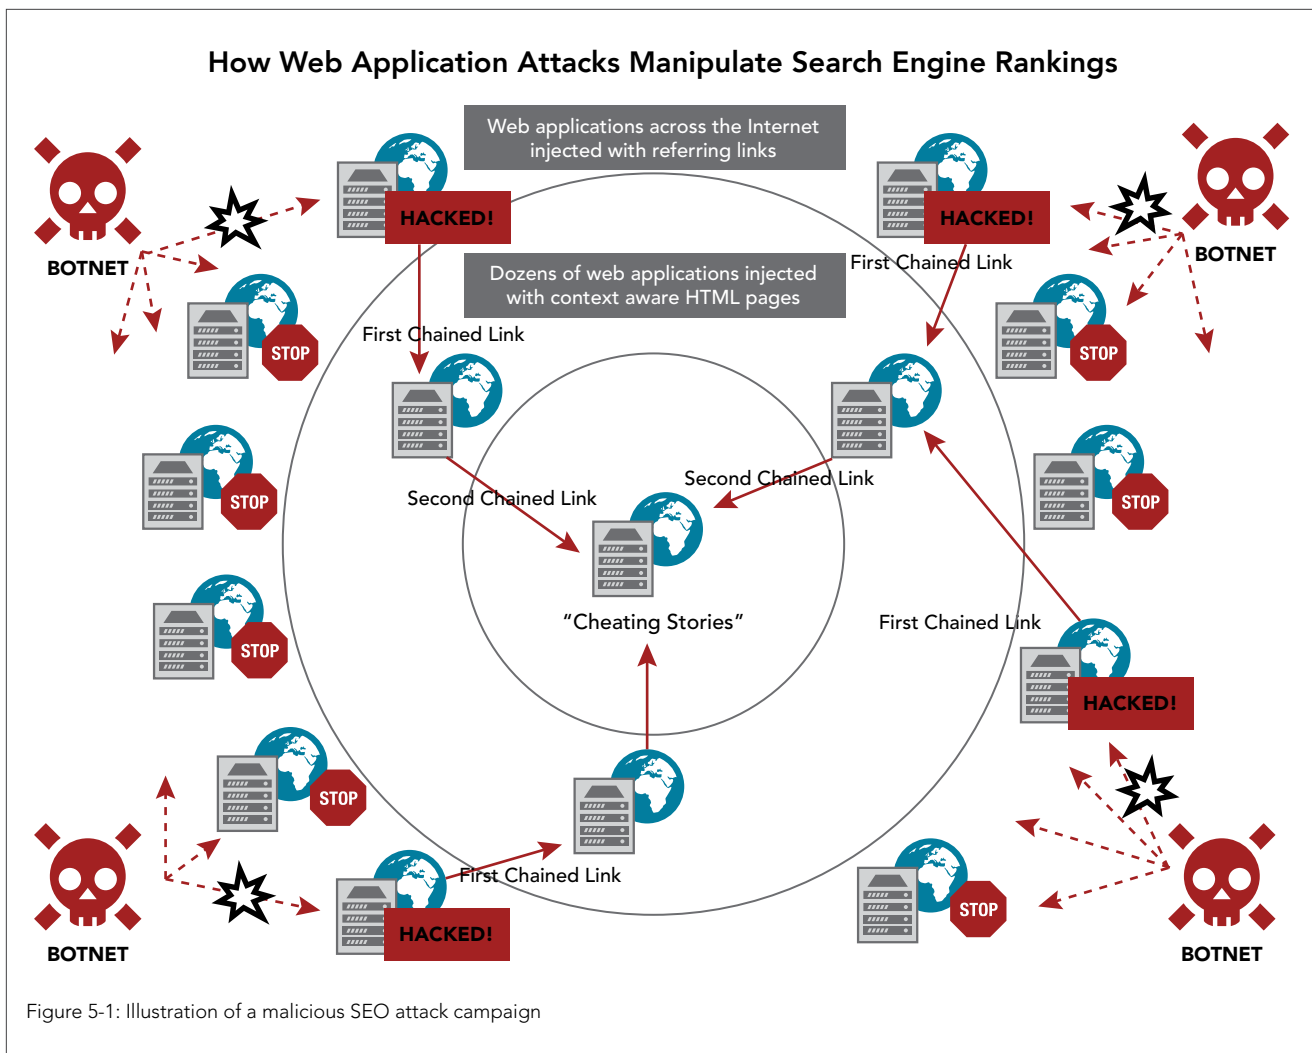 How Web Application Attacks Manipulate Search Engine Rankings
Web applications across the Internet
injected with referring links
HACKED!
HACKED!
BOTNET
BOTNET
Dozens of web applications injected
with context aware HTML pages
First Chained Link
First Chained Link
STOP
STOP
Second Chained Link
Second Chained Link
STOP
STOP
"Cheating Stories"
First Chained Link
STOP
HACKED!
STOP
First Chained Link
STOP
HACKED!
BOTNET
BOTNET
Figure 5-1: Illustration of a malicious SEO attack campaign